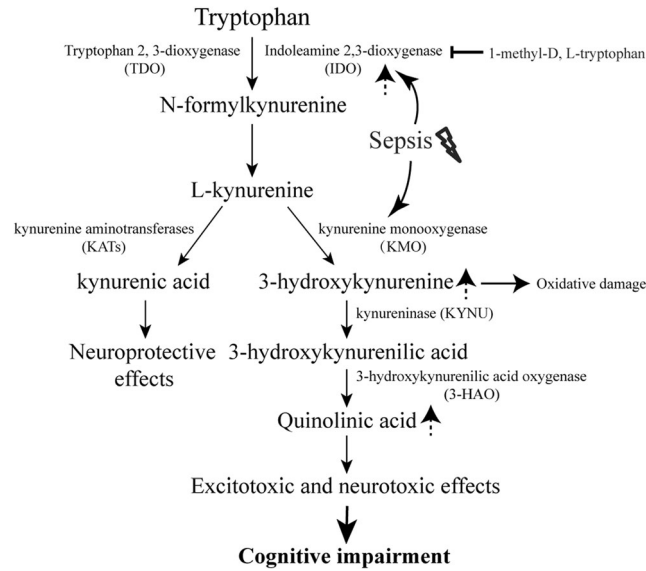 Tryptophan
Tryptophan 2, 3-dioxygenase
(TDO)
Indoleamine 2,3-dioxygenase
(IDO)
1-methyl-D, L-tryptophan
N-formylkynurenine
Sepsis
L-kynurenine
kynurenine aminotransferases
(KATs)
kynurenine monooxygenase
(KMO)
kynurenic acid
3-hydroxykynurenine
Oxidative damage
kynureninase (KYNU)
Neuroprotective
effects
3-hydroxykynurenilic acid
3-hydroxykynurenilic acid oxygenase
(3-HAO)
Quinolinic acid
Excitotoxic and neurotoxic effects
Cognitive impairment